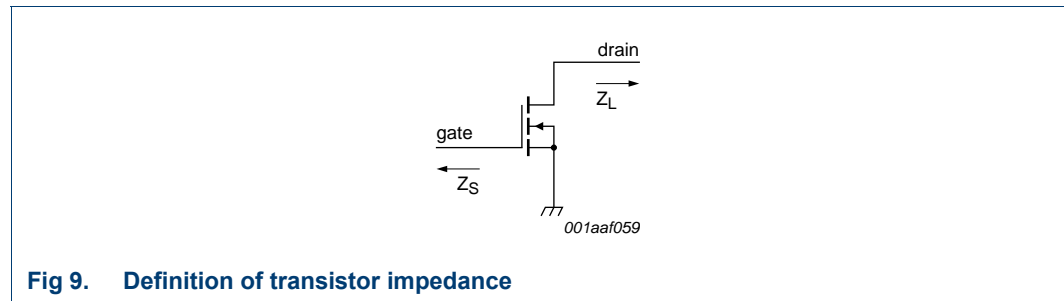 drain
Z_L
gate
Z_S
001aaf059
Fig 9. Definition of transistor impedance